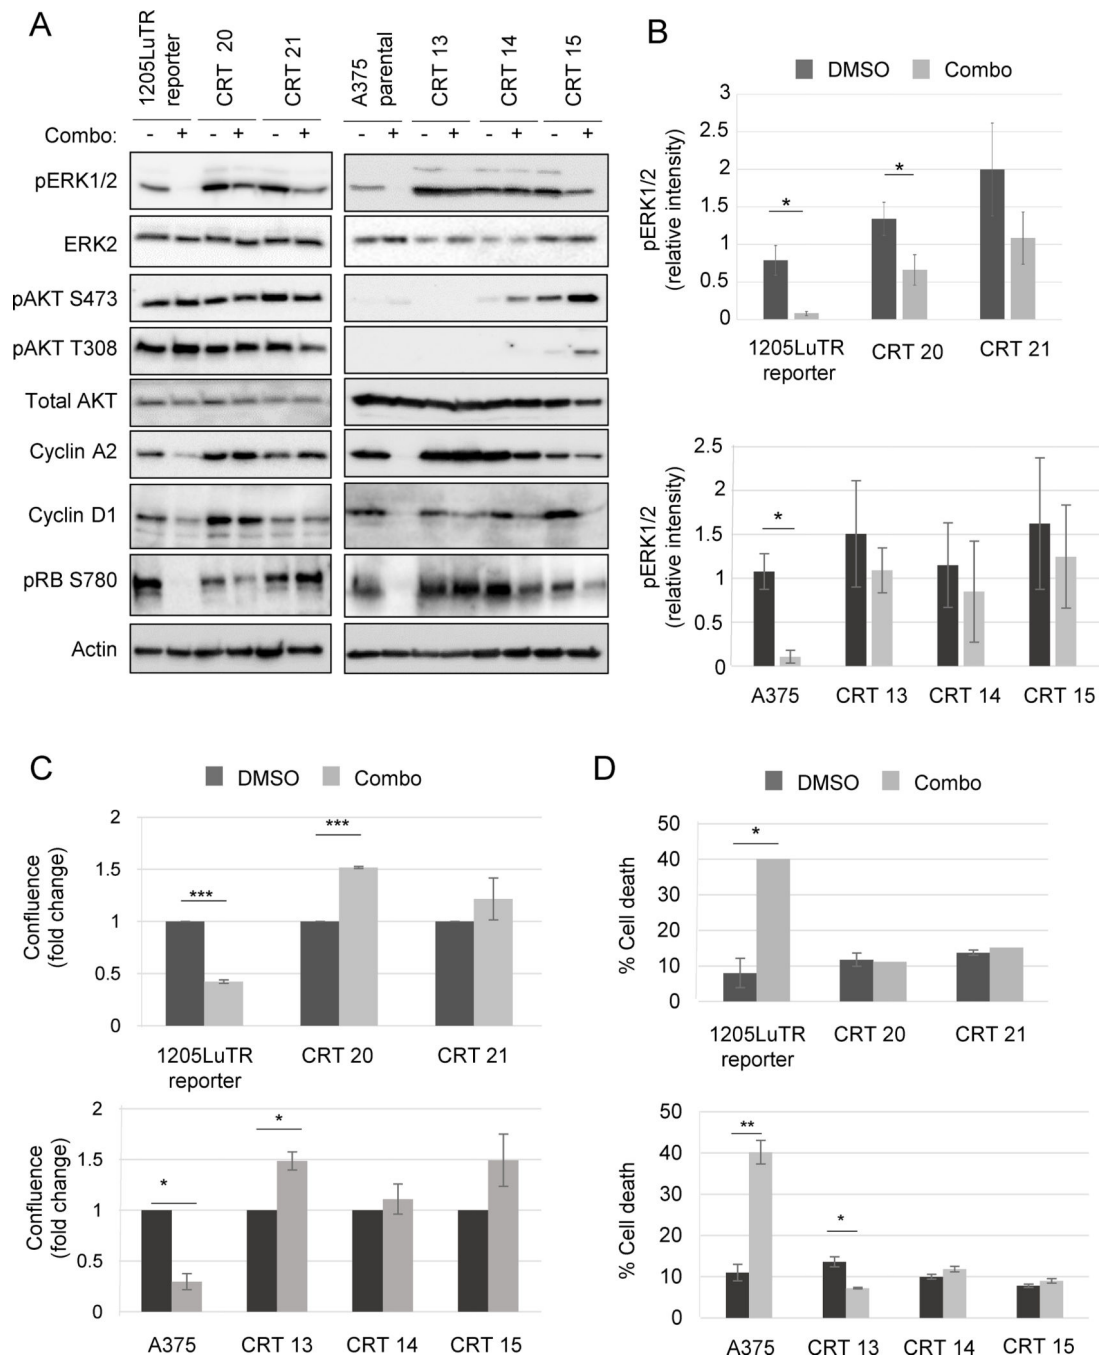 A
1205LuTR
reporter
CRT 20
CRT 21
A375
parental
CRT 13
CRT 14
CRT 15
Combo: - + - + - + - + - + - + - +
pERK1/2
ERK2
pAKT S473
pAKT T308
Total AKT
Cyclin A2
Cyclin D1
pRB S780
Actin
B
DMSO Combo
pERK1/2
(relative intensity)
3
2.5
2
1.5
1
0.5
0
* *
1205LuTR
reporter
CRT 20
CRT 21
pERK1/2
(relative intensity)
2.5
2
1.5
1
0.5
0
*
A375 CRT 13 CRT 14 CRT 15
C
DMSO Combo
Confluence
(fold change)
2
1.5
1
0.5
0
*** ***
1205LuTR
reporter
CRT 20
CRT 21
Confluence
(fold change)
2
1.5
1
0.5
0
* *
A375 CRT 13 CRT 14 CRT 15
D
DMSO Combo
% Cell death
50
40
30
20
10
0
*
1205LuTR
reporter
CRT 20
CRT 21
% Cell death
50
40
30
20
10
0
** *
A375 CRT 13 CRT 14 CRT 15